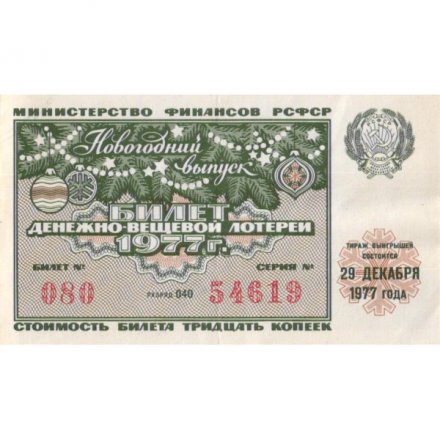 МИНИСТЕРСТВО ФИНАНСОВ РСФСР
Новогодний
выпуск
БИЛЕТ
ДЕНЕЖНО-ВЕЩЕВОЙ ЛОТЕРЕИ
1977 г.
БИЛЕТ № СЕРИЯ №
080 РАЗРЯД 040 54619
СТОИМОСТЬ БИЛЕТА ТРИДЦАТЬ КОПЕЕК
ТИРАЖ ВЫИГРЫШЕЙ
СОСТОИТСЯ
29 ДЕКАБРЯ
1977 ГОДА